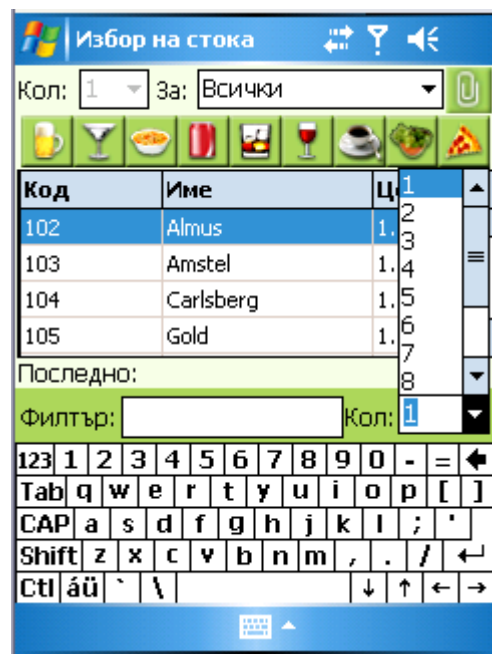 Избор на стока
Кол: 1 За: Всички
Код Име Ц
102 Almus 1.
103 Amstel 1.
104 Carlsberg 1.
105 Gold 1.
1
2
3
4
5
6
7
8
Последно:
Филтър: Кол: 1
123 1 2 3 4 5 6 7 8 9 0 - =
Tab q w e r t y u i o p [ ]
CAP a s d f g h j k l ; '
Shift z x c v b n m , . /
Ctl áü ` \